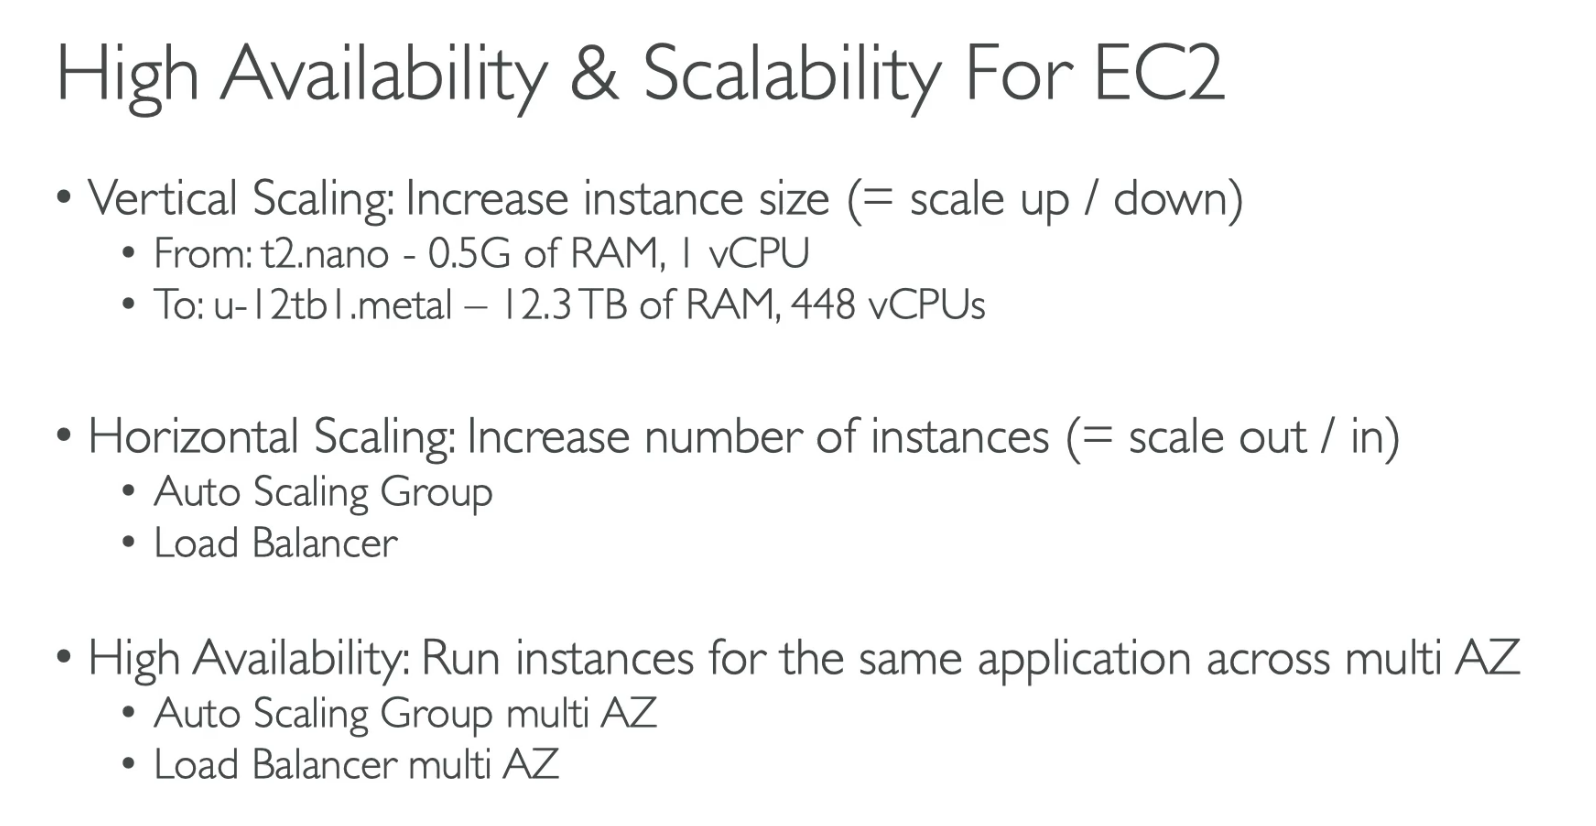 High Availability & Scalability For EC2
• Vertical Scaling: Increase instance size (= scale up / down)
• From: t2.nano - 0.5G of RAM, 1 vCPU
• To: u-12tb1.metal – 12.3 TB of RAM, 448 vCPUs
• Horizontal Scaling: Increase number of instances (= scale out / in)
• Auto Scaling Group
• Load Balancer
• High Availability: Run instances for the same application across multi AZ
• Auto Scaling Group multi AZ
• Load Balancer multi AZ